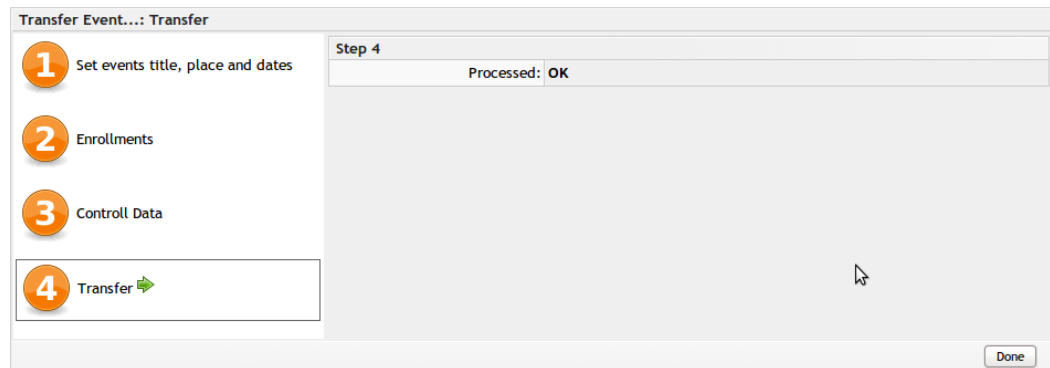 Transfer Event...: Transfer
1 Set events title, place and dates
2 Enrollments
3 Controll Data
4 Transfer
Step 4
Processed: OK
Done